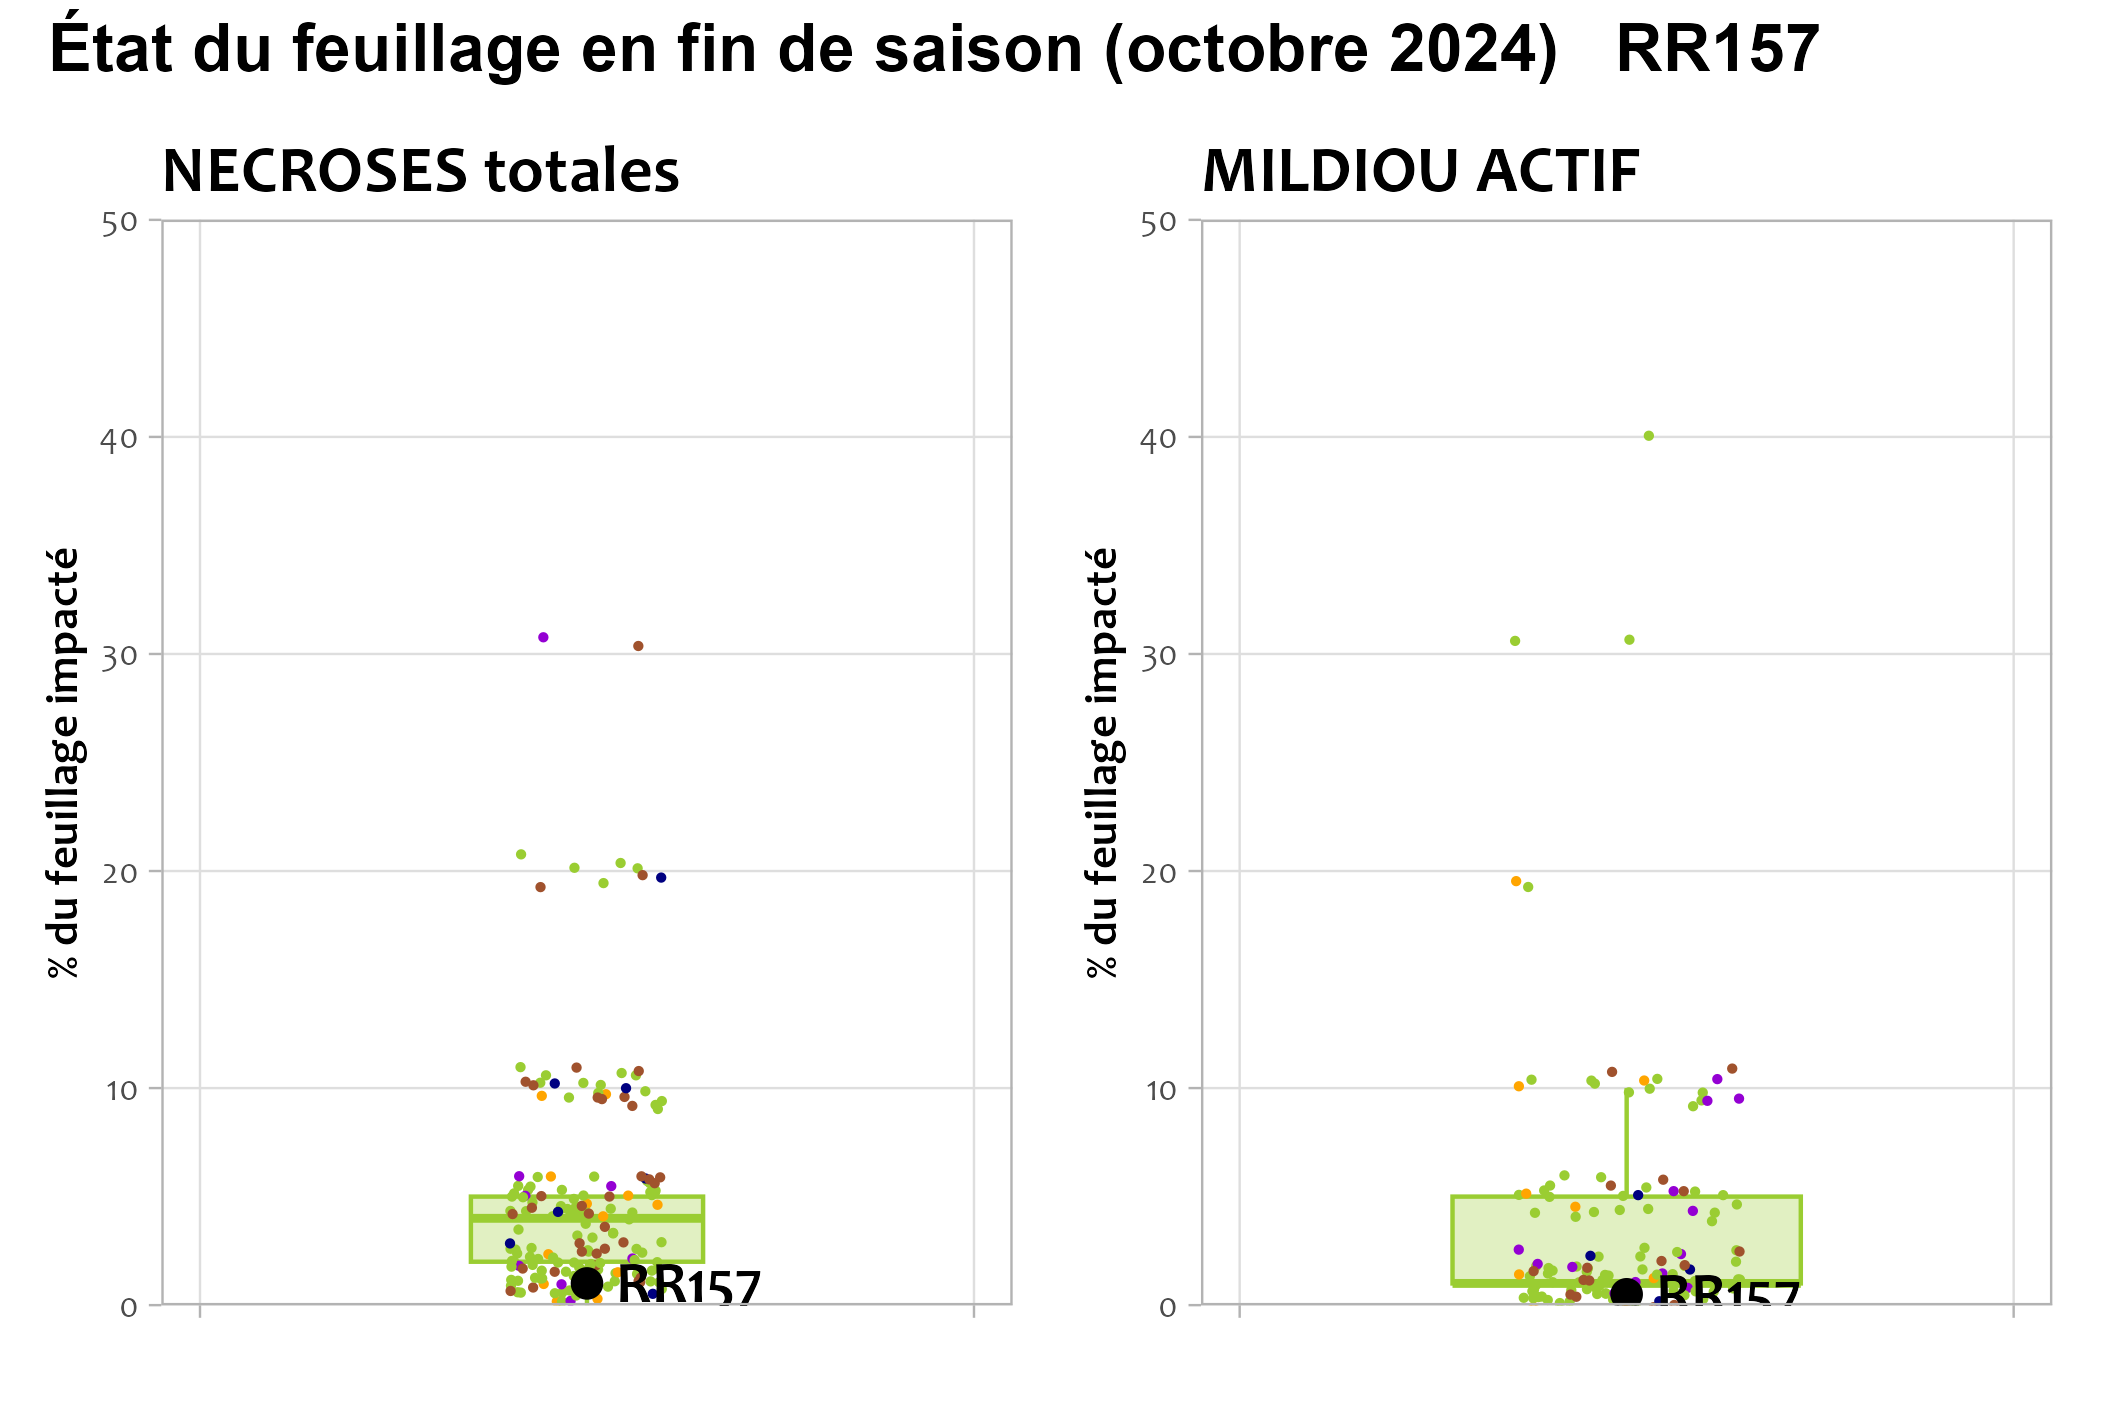 État du feuillage en fin de saison (octobre 2024) RR157
NECROSES totales
MILDIOU ACTIF
% du feuillage impacté
50
40
30
20
10
0
RR157
% du feuillage impacté
50
40
30
20
10
0
RR157